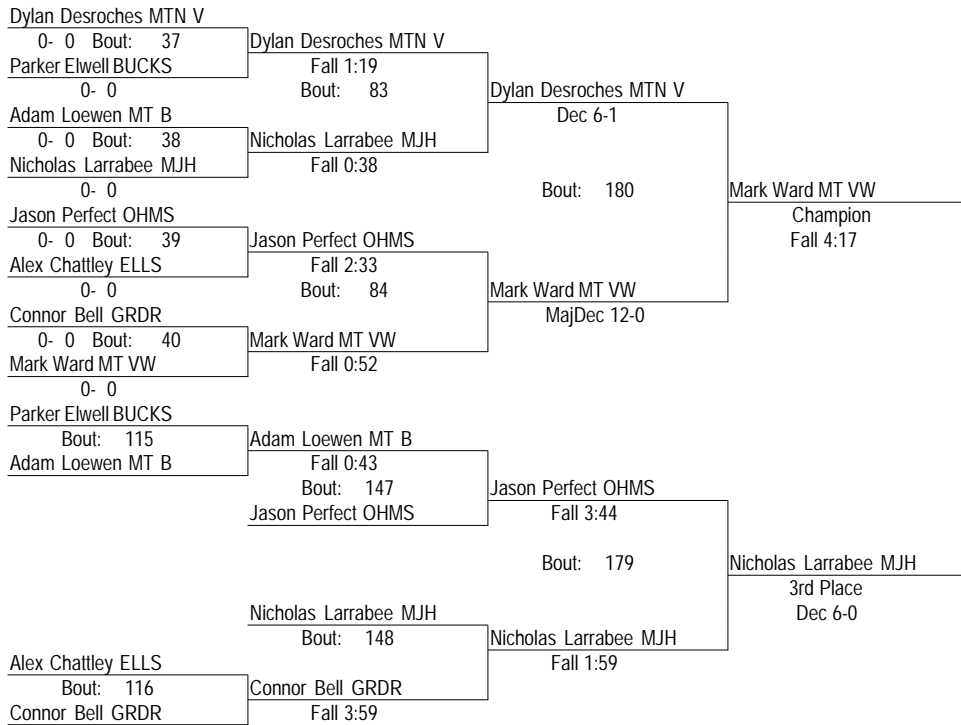 Dylan Desroches MTN V
0- 0 Bout: 37
Dylan Desroches MTN V
Parker Elwell BUCKS
Fall 1:19
0- 0
Bout: 83
Dylan Desroches MTN V
Adam Loewen MT B
Dec 6-1
0- 0 Bout: 38
Nicholas Larrabee MJH
Nicholas Larrabee MJH
Fall 0:38
0- 0
Bout: 180
Mark Ward MT VW
Jason Perfect OHMS
Champion
0- 0 Bout: 39
Jason Perfect OHMS
Fall 4:17
Alex Chattley ELLS
Fall 2:33
0- 0
Bout: 84
Mark Ward MT VW
Connor Bell GRDR
MajDec 12-0
0- 0 Bout: 40
Mark Ward MT VW
Mark Ward MT VW
Fall 0:52
0- 0
Parker Elwell BUCKS
Bout: 115
Adam Loewen MT B
Adam Loewen MT B
Fall 0:43
Bout: 147
Jason Perfect OHMS
Jason Perfect OHMS
Fall 3:44
Bout: 179
Nicholas Larrabee MJH
3rd Place
Nicholas Larrabee MJH
Dec 6-0
Bout: 148
Nicholas Larrabee MJH
Alex Chattley ELLS
Fall 1:59
Bout: 116
Connor Bell GRDR
Connor Bell GRDR
Fall 3:59